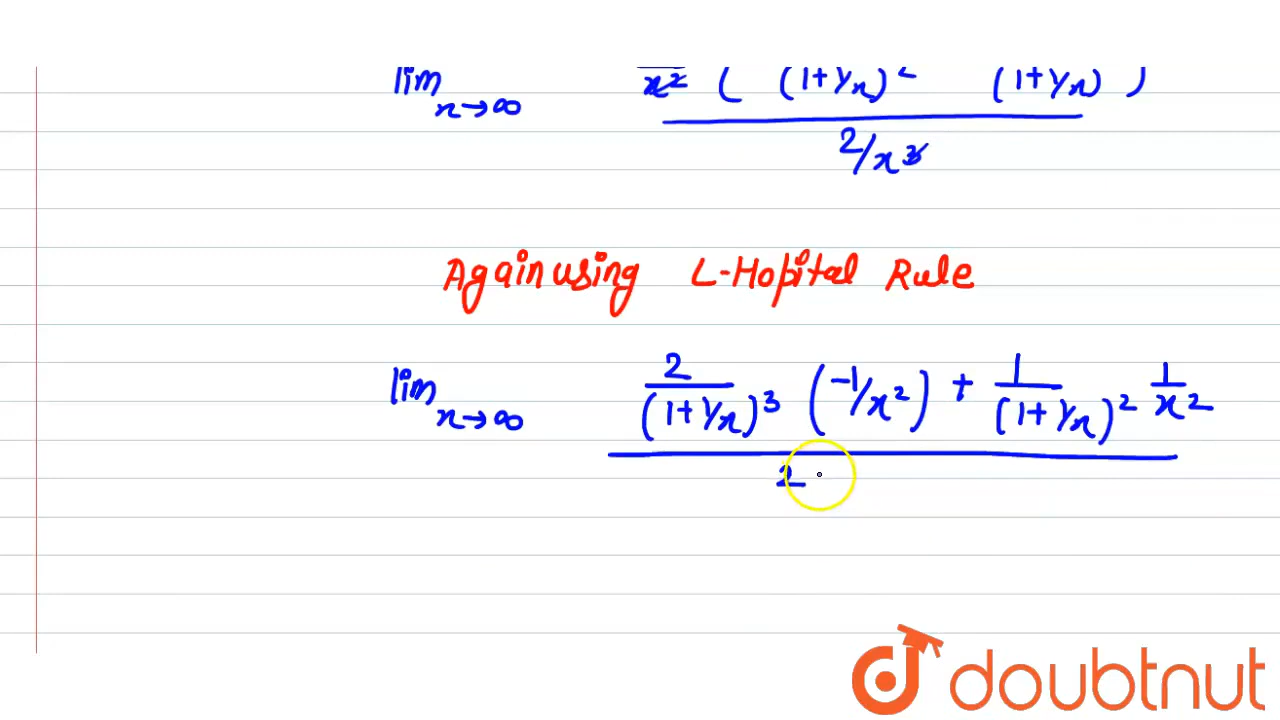 lim x→∞ x² ( (1+1/x)² (1+1/x) )
2/x3
Again using L-Hopital Rule
lim x→∞ 2/(1+1/x)³ (-1/x²) + 1/(1+1/x)² 1/x²
2
doubtnut